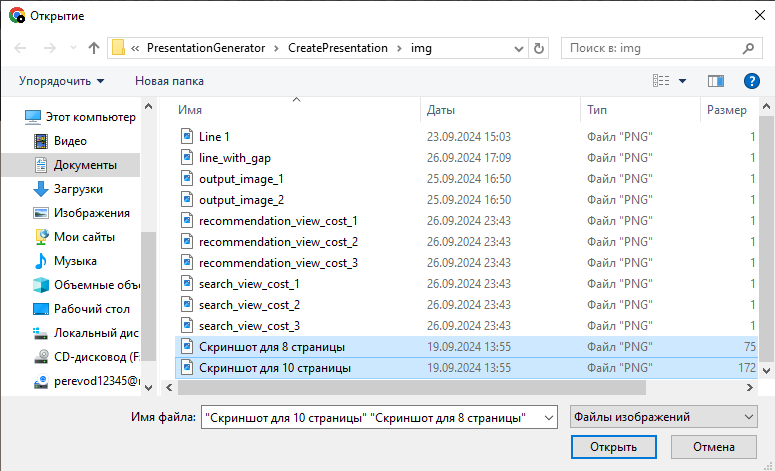 Открытие
« PresentationGenerator › CreatePresentation › img
Поиск в: img
Упорядочить
Новая папка
?
Этот компьютер
Видео
Документы
Загрузки
Изображения
Мои сайты
Музыка
Объемные объ
Рабочий стол
Локальный дис
CD-дисковод (F:
perevod12345@
Имя Даты Тип Размер
Line 1 23.09.2024 15:03 Файл "PNG" 1
line_with_gap 26.09.2024 17:09 Файл "PNG" 1
output_image_1 25.09.2024 16:50 Файл "PNG" 1
output_image_2 25.09.2024 16:50 Файл "PNG" 1
recommendation_view_cost_1 26.09.2024 23:43 Файл "PNG" 1
recommendation_view_cost_2 26.09.2024 23:43 Файл "PNG" 1
recommendation_view_cost_3 26.09.2024 23:43 Файл "PNG" 1
search_view_cost_1 26.09.2024 23:43 Файл "PNG" 1
search_view_cost_2 26.09.2024 23:43 Файл "PNG" 1
search_view_cost_3 26.09.2024 23:43 Файл "PNG" 1
Скриншот для 8 страницы 19.09.2024 13:55 Файл "PNG" 75
Скриншот для 10 страницы 19.09.2024 13:55 Файл "PNG" 172
Имя файла: "Скриншот для 10 страницы" "Скриншот для 8 страницы"
Файлы изображений
Открыть
Отмена